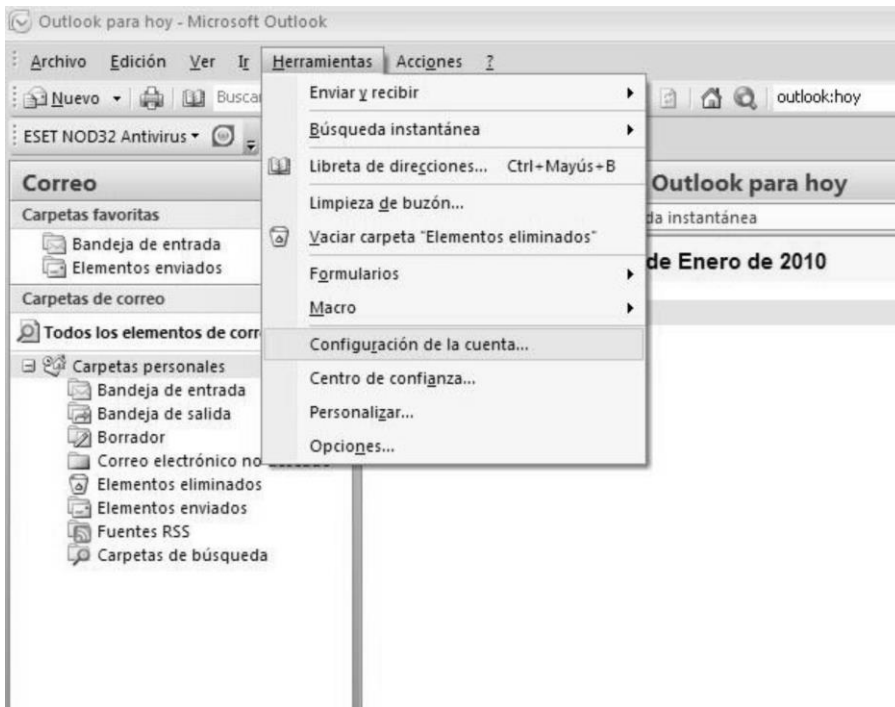 Outlook para hoy - Microsoft Outlook
Archivo Edición Ver Ir Herramientas Acciones ?
Nuevo outlook:hoy
ESET NOD32 Antivirus
Enviar y recibir
Búsqueda instantánea
Libreta de direcciones... Ctrl+Mayús+B
Limpieza de buzón...
Vaciar carpeta "Elementos eliminados"
Formularios
Macro
Configuración de la cuenta...
Centro de confianza...
Personalizar...
Opciones...
Correo
Carpetas favoritas
Bandeja de entrada
Elementos enviados
Carpetas de correo
Todos los elementos de
Carpetas personales
Bandeja de entrada
Bandeja de salida
Borrador
Correo electrónico no
Elementos eliminados
Elementos enviados
Fuentes RSS
Carpetas de búsqueda
Outlook para hoy
instantánea
de Enero de 2010